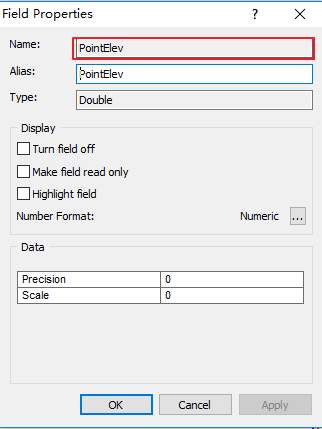 Field Properties ? ×
Name: PointElev
Alias: PointElev
Type: Double
Display
Turn field off
Make field read only
Highlight field
Number Format: Numeric ...
Data
Precision 0
Scale 0
OK Cancel Apply